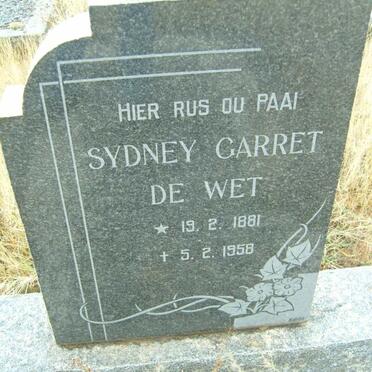 HIER RUS OU PAAI
SYDNEY GARRET
DE WET
★ 19. 2. 1881
+ 5. 2. 1958